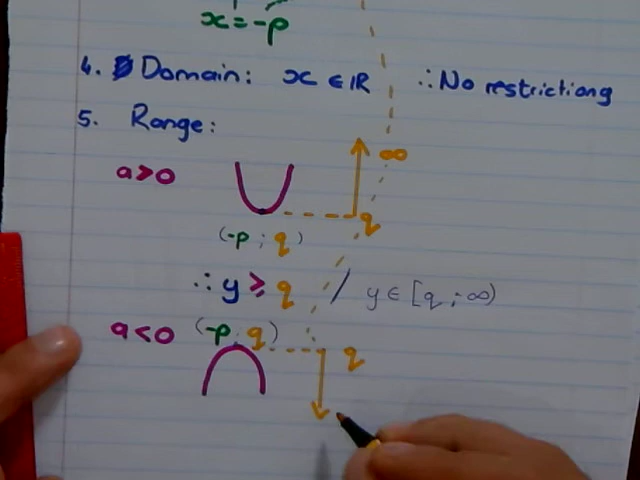 x = -p
4. Domain: x ∈ ℝ ∴ No restrictions
5. Range:
a>0
∞
q
(-p ; q)
∴ y ≥ q / y ∈ [q ; ∞)
a<0 (-p ; q)
q